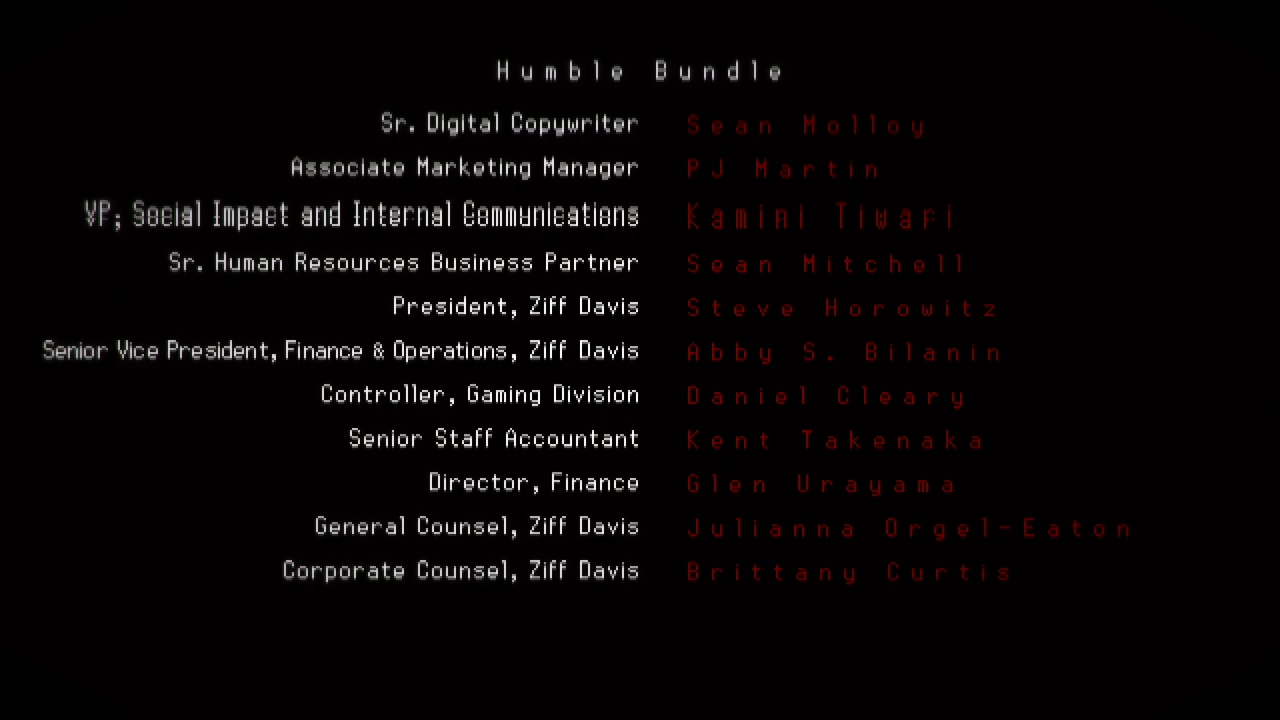 Humble Bundle
Sr. Digital Copywriter Sean Molloy
Associate Marketing Manager PJ Martin
VP; Social Impact and Internal Communications Kamini Tiwari
Sr. Human Resources Business Partner Sean Mitchell
President, Ziff Davis Steve Horowitz
Senior Vice President, Finance & Operations, Ziff Davis Abby S. Bilanin
Controller, Gaming Division Daniel Cleary
Senior Staff Accountant Kent Takenaka
Director, Finance Glen Urayama
General Counsel, Ziff Davis Julianna Orgel-Eaton
Corporate Counsel, Ziff Davis Brittany Curtis